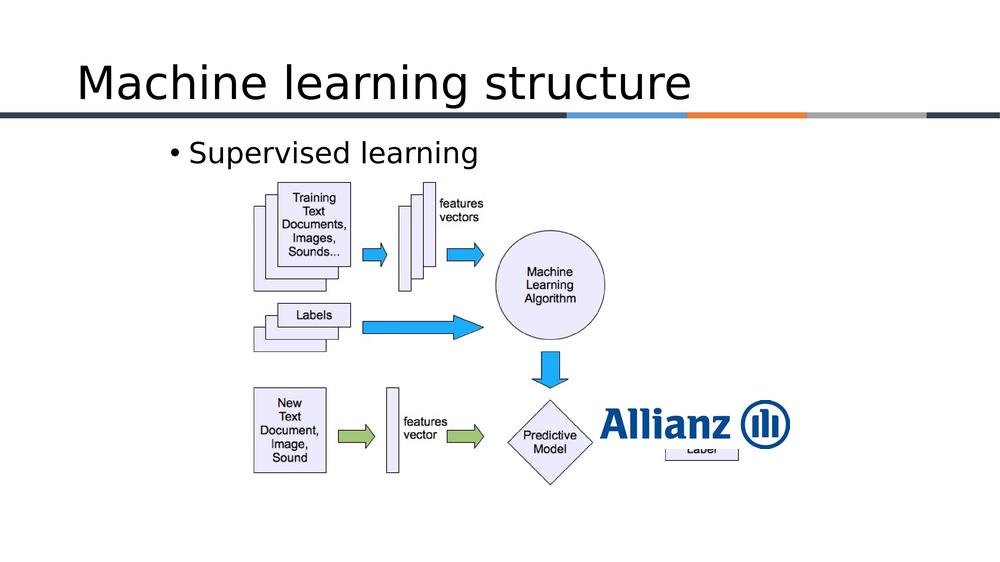 Machine learning structure
• Supervised learning
Training
Text
Documents,
Images,
Sounds...
features
vectors
Machine
Learning
Algorithm
Labels
New
Text
Document,
Image,
Sound
features
vector
Predictive
Model
Allianz
Label